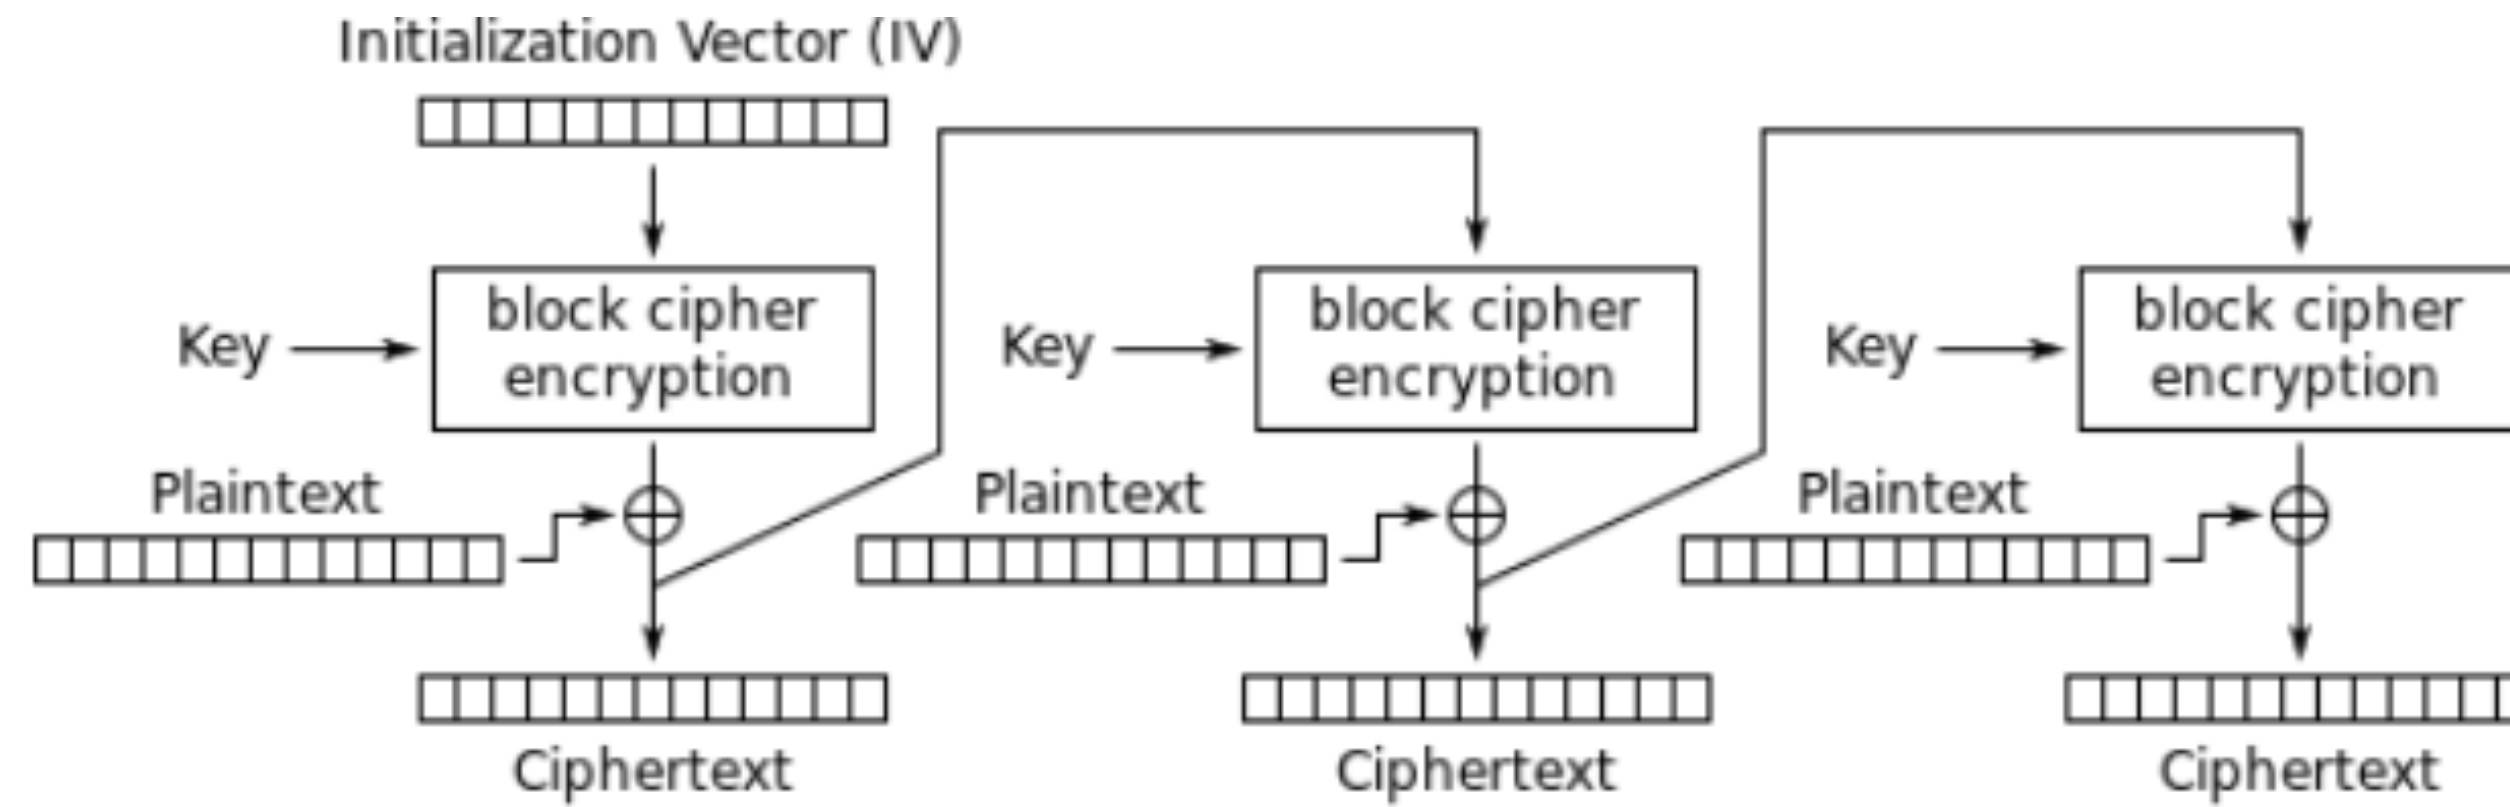 Initialization Vector (IV)
block cipher
encryption
Key
block cipher
encryption
Key
block cipher
encryption
Key
Plaintext
Plaintext
Plaintext
Ciphertext
Ciphertext
Ciphertext